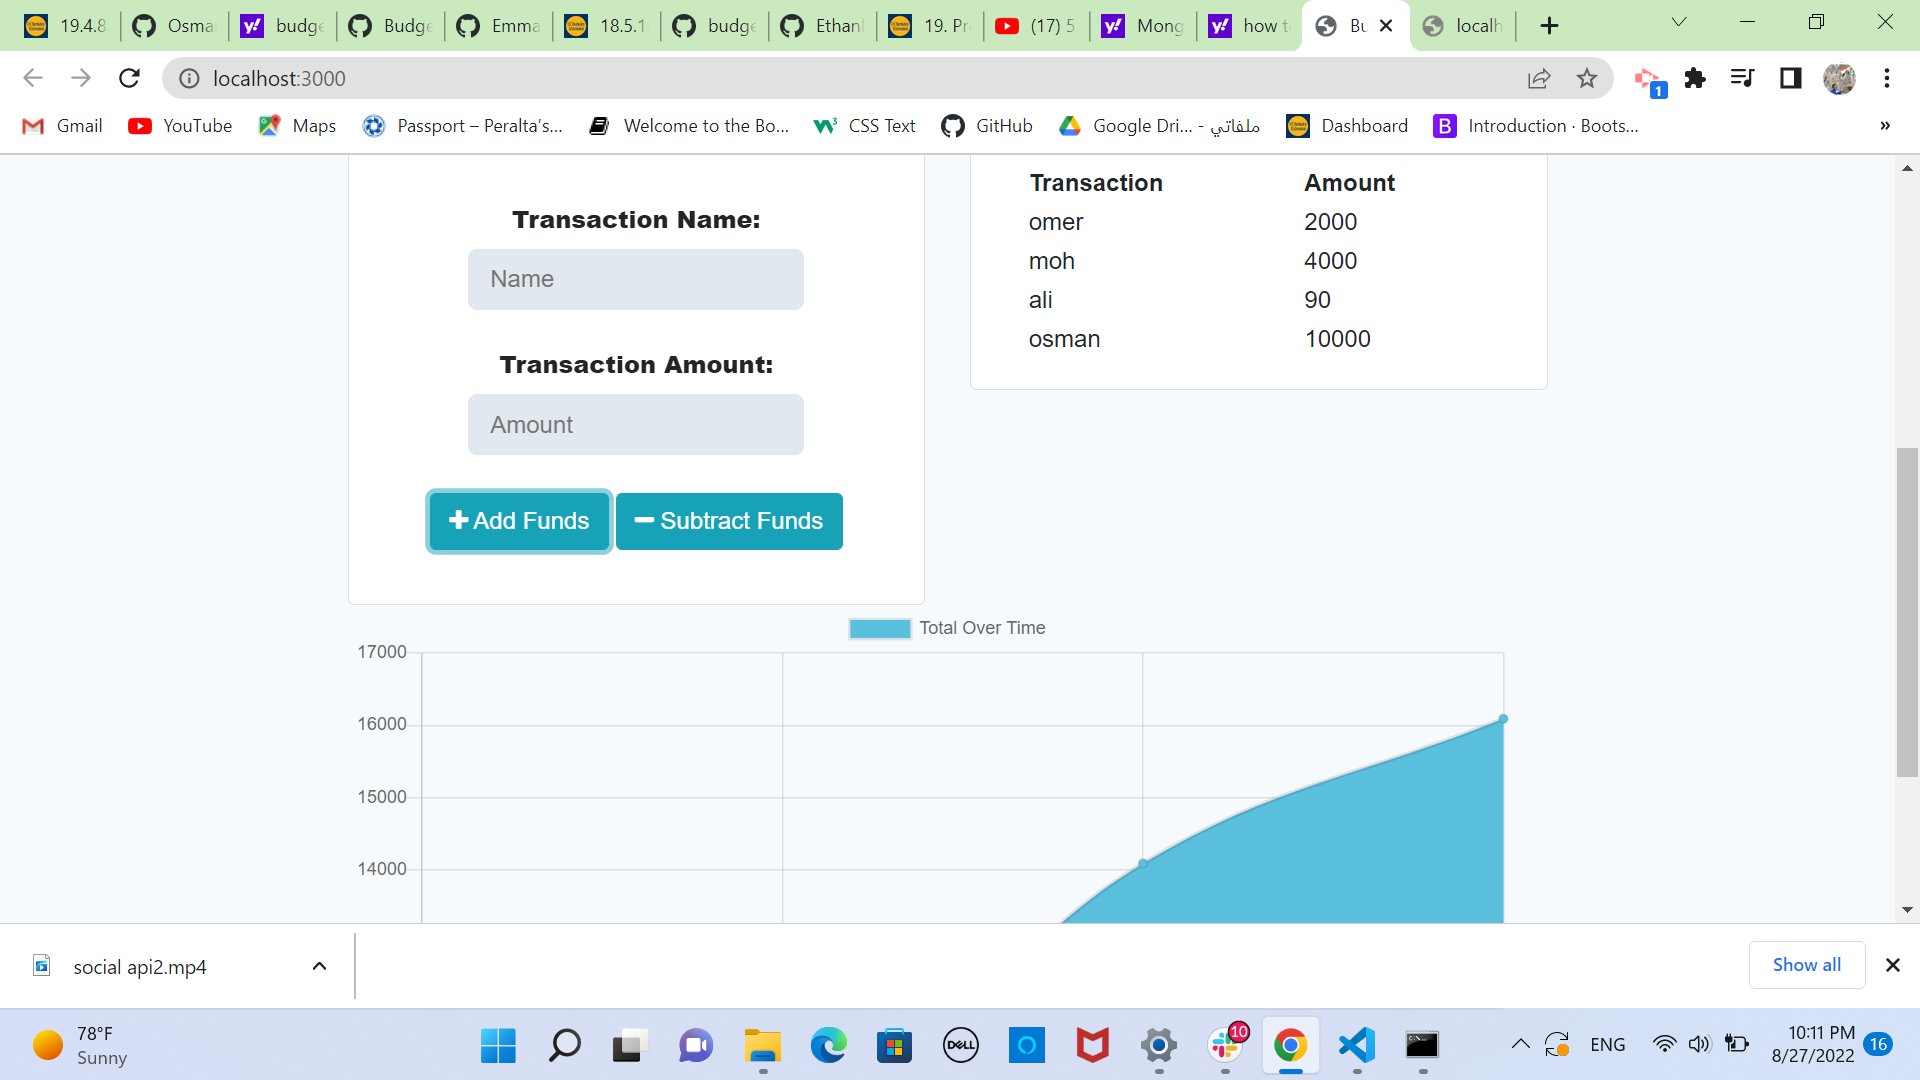 19.4.8
Osma
budge
Budge
Emma
18.5.1
budge
Ethan
19. Pr
(17) 5
Mong
how t
Bu
localh
localhost:3000
1
Gmail
YouTube
Maps
Passport – Peralta's...
Welcome to the Bo...
CSS Text
GitHub
Google Dri... - ملفاتي
Dashboard
B
Introduction · Boots...
»
Transaction Name:
Name
Transaction Amount:
Amount
Add Funds
Subtract Funds
Transaction Amount
omer 2000
moh 4000
ali 90
osman 10000
Total Over Time
17000
16000
15000
14000
social api2.mp4
Show all
78°F
Sunny
DELL
10
ENG
10:11 PM
8/27/2022
16